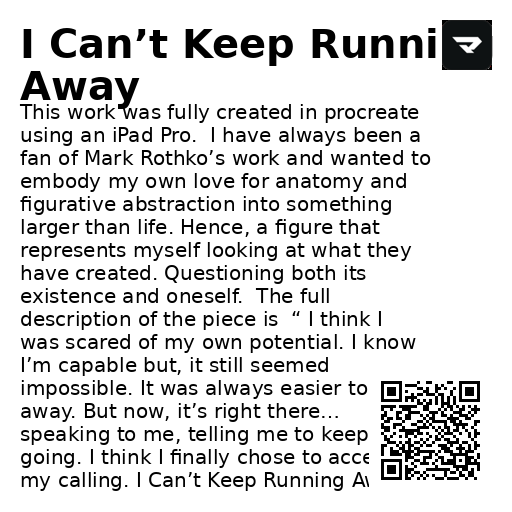 I Can’t Keep Runni
Away
This work was fully created in procreate
using an iPad Pro.  I have always been a
fan of Mark Rothko’s work and wanted to
embody my own love for anatomy and
figurative abstraction into something
larger than life. Hence, a figure that
represents myself looking at what they
have created. Questioning both its
existence and oneself.  The full
description of the piece is  “ I think I
was scared of my own potential. I know
I’m capable but, it still seemed
impossible. It was always easier to
away. But now, it’s right there…
speaking to me, telling me to keep
going. I think I finally chose to acce
my calling. I Can’t Keep Running A